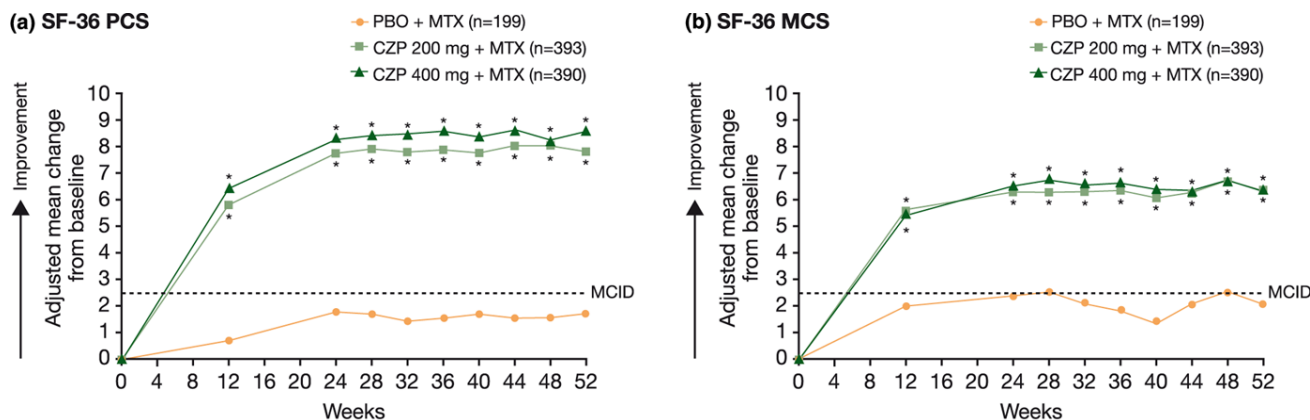 (a) SF-36 PCS
PBO + MTX (n=199)
CZP 200 mg + MTX (n=393)
CZP 400 mg + MTX (n=390)
Improvement
Adjusted mean change
from baseline
10
9
8
7
6
5
4
3
2
1
0
* * * * * * * * *
* * * * * * * * *
MCID
0 4 8 12 16 20 24 28 32 36 40 44 48 52
Weeks
(b) SF-36 MCS
PBO + MTX (n=199)
CZP 200 mg + MTX (n=393)
CZP 400 mg + MTX (n=390)
Improvement
Adjusted mean change
from baseline
10
9
8
7
6
5
4
3
2
1
0
* * * * * * * * *
* * * * * * * * *
MCID
0 4 8 12 16 20 24 28 32 36 40 44 48 52
Weeks